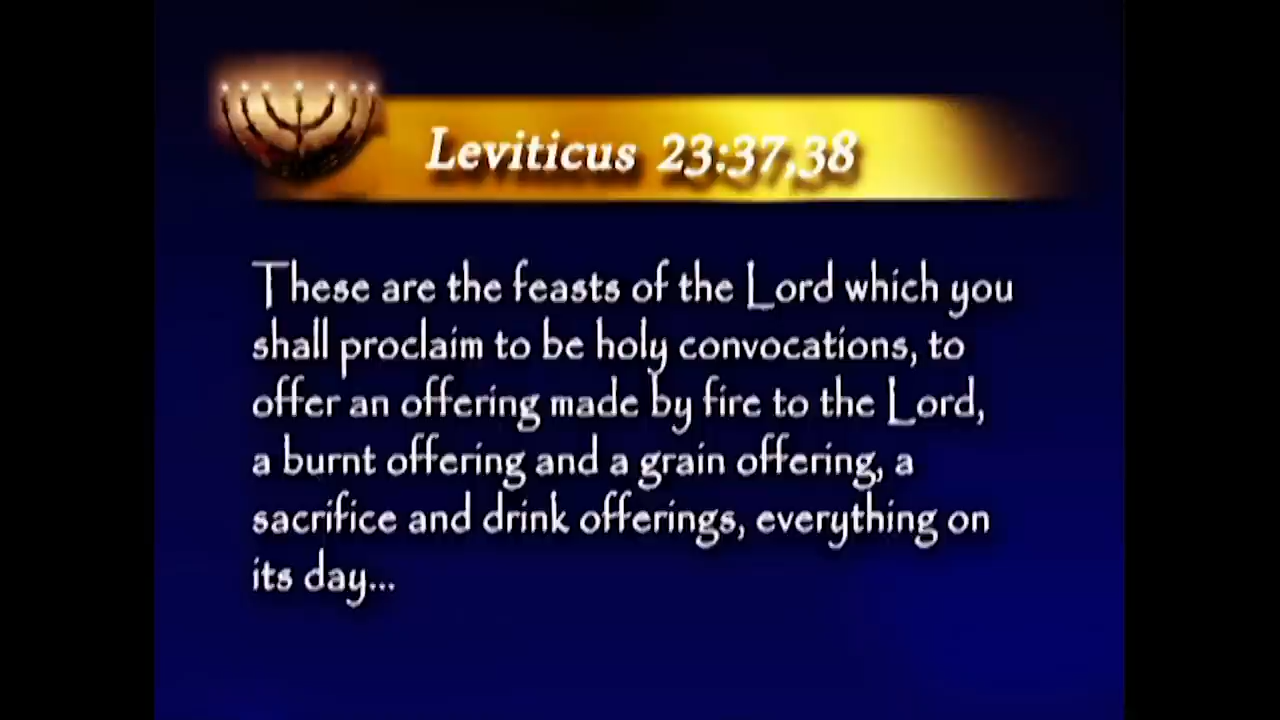 Leviticus 23:37,38
These are the feasts of the Lord which you
shall proclaim to be holy convocations, to
offer an offering made by fire to the Lord,
a burnt offering and a grain offering, a
sacrifice and drink offerings, everything on
its day...